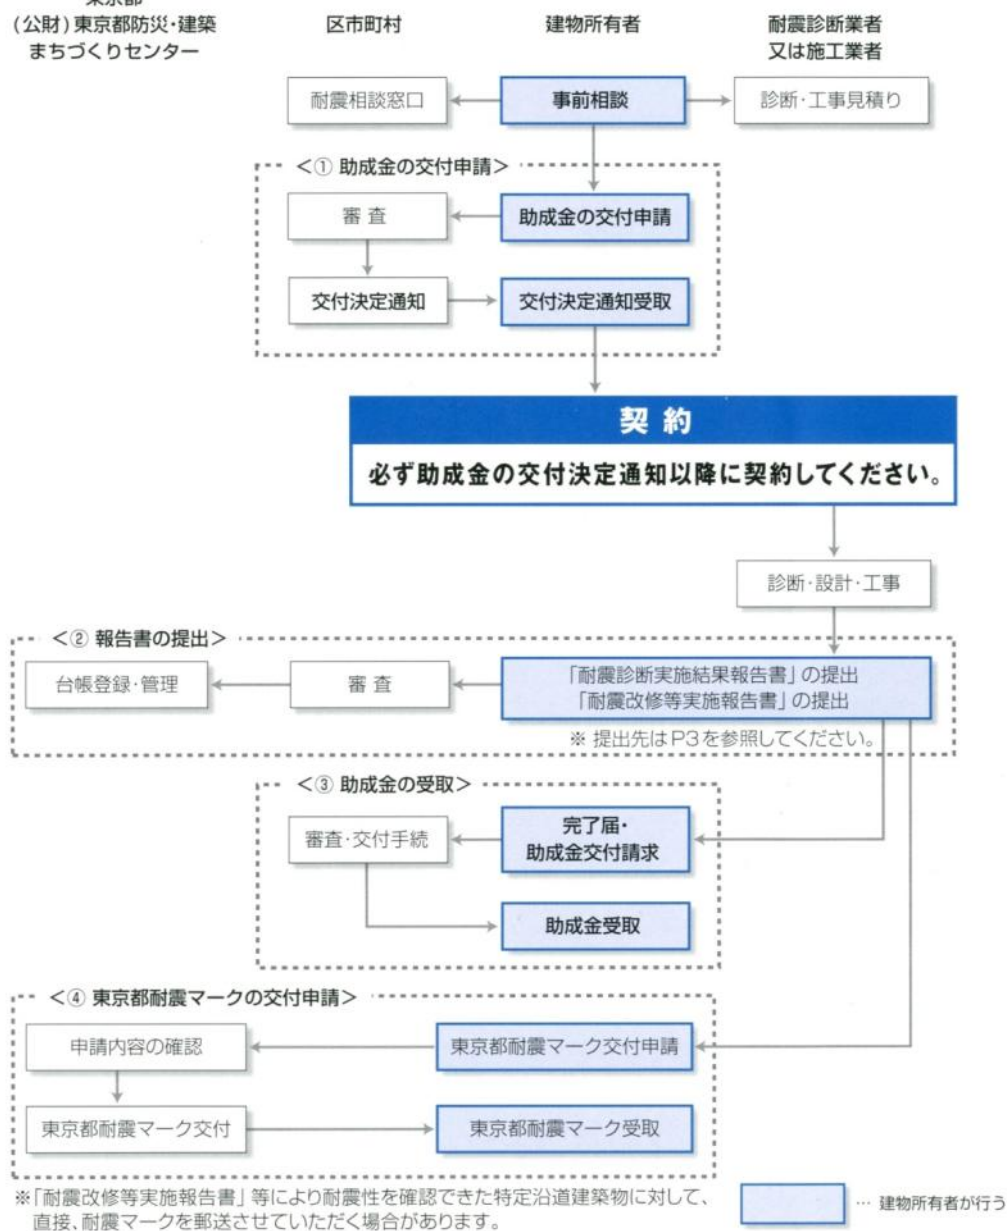 東京都
(公財)東京都防災・建築
まちづくりセンター
区市町村
建物所有者
耐震診断業者
又は施工業者
耐震相談窓口
事前相談
診断・工事見積り
<① 助成金の交付申請>
審 査
助成金の交付申請
交付決定通知
交付決定通知受取
契 約
必ず助成金の交付決定通知以降に契約してください。
診断・設計・工事
<② 報告書の提出>
台帳登録・管理
審 査
「耐震診断実施結果報告書」の提出
「耐震改修等実施報告書」の提出
※ 提出先はP3を参照してください。
<③ 助成金の受取>
審査・交付手続
完了届・
助成金交付請求
助成金受取
<④ 東京都耐震マークの交付申請>
申請内容の確認
東京都耐震マーク交付申請
東京都耐震マーク交付
東京都耐震マーク受取
※「耐震改修等実施報告書」等により耐震性を確認できた特定沿道建築物に対して、
直接、耐震マークを郵送させていただく場合があります。
… 建物所有者が行う